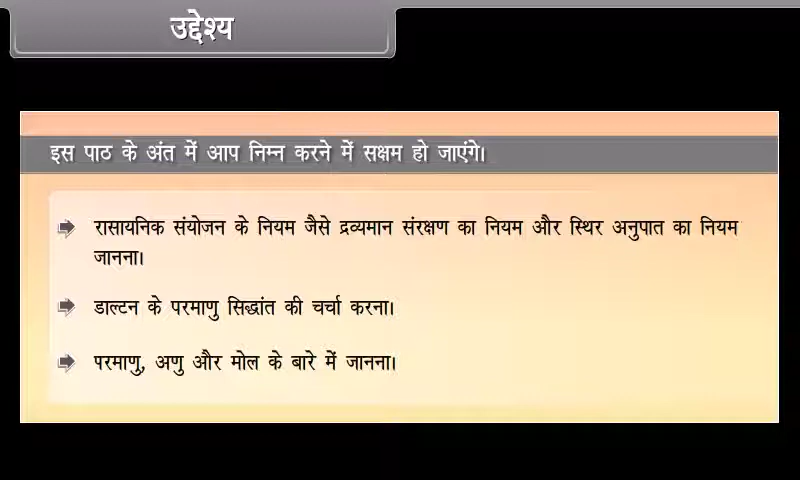 उद्देश्य
इस पाठ के अंत में आप निम्न करने में सक्षम हो जाएंगे।
रासायनिक संयोजन के नियम जैसे द्रव्यमान संरक्षण का नियम और स्थिर अनुपात का नियम
जानना।
डाल्टन के परमाणु सिद्धांत की चर्चा करना।
परमाणु, अणु और मोल के बारे में जानना।